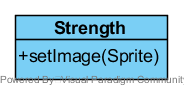 Strength
+setImage(Sprite)
Powered By Visual Paradigm Community